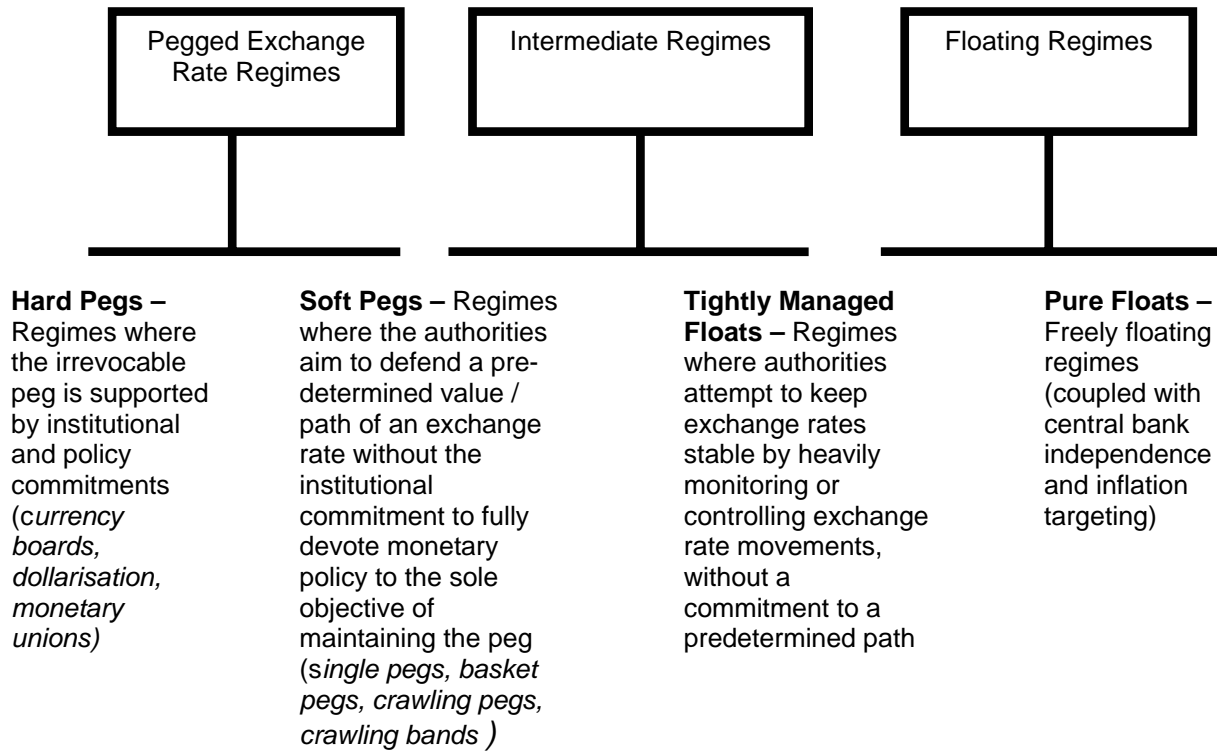 Pegged Exchange
Rate Regimes
Intermediate Regimes
Floating Regimes
Hard Pegs –
Regimes where
the irrevocable
peg is supported
by institutional
and policy
commitments
(currency
boards,
dollarisation,
monetary
unions)
Soft Pegs – Regimes
where the authorities
aim to defend a pre-
determined value /
path of an exchange
rate without the
institutional
commitment to fully
devote monetary
policy to the sole
objective of
maintaining the peg
(single pegs, basket
pegs, crawling pegs,
crawling bands )
Tightly Managed
Floats – Regimes
where authorities
attempt to keep
exchange rates
stable by heavily
monitoring or
controlling exchange
rate movements,
without a
commitment to a
predetermined path
Pure Floats –
Freely floating
regimes
(coupled with
central bank
independence
and inflation
targeting)